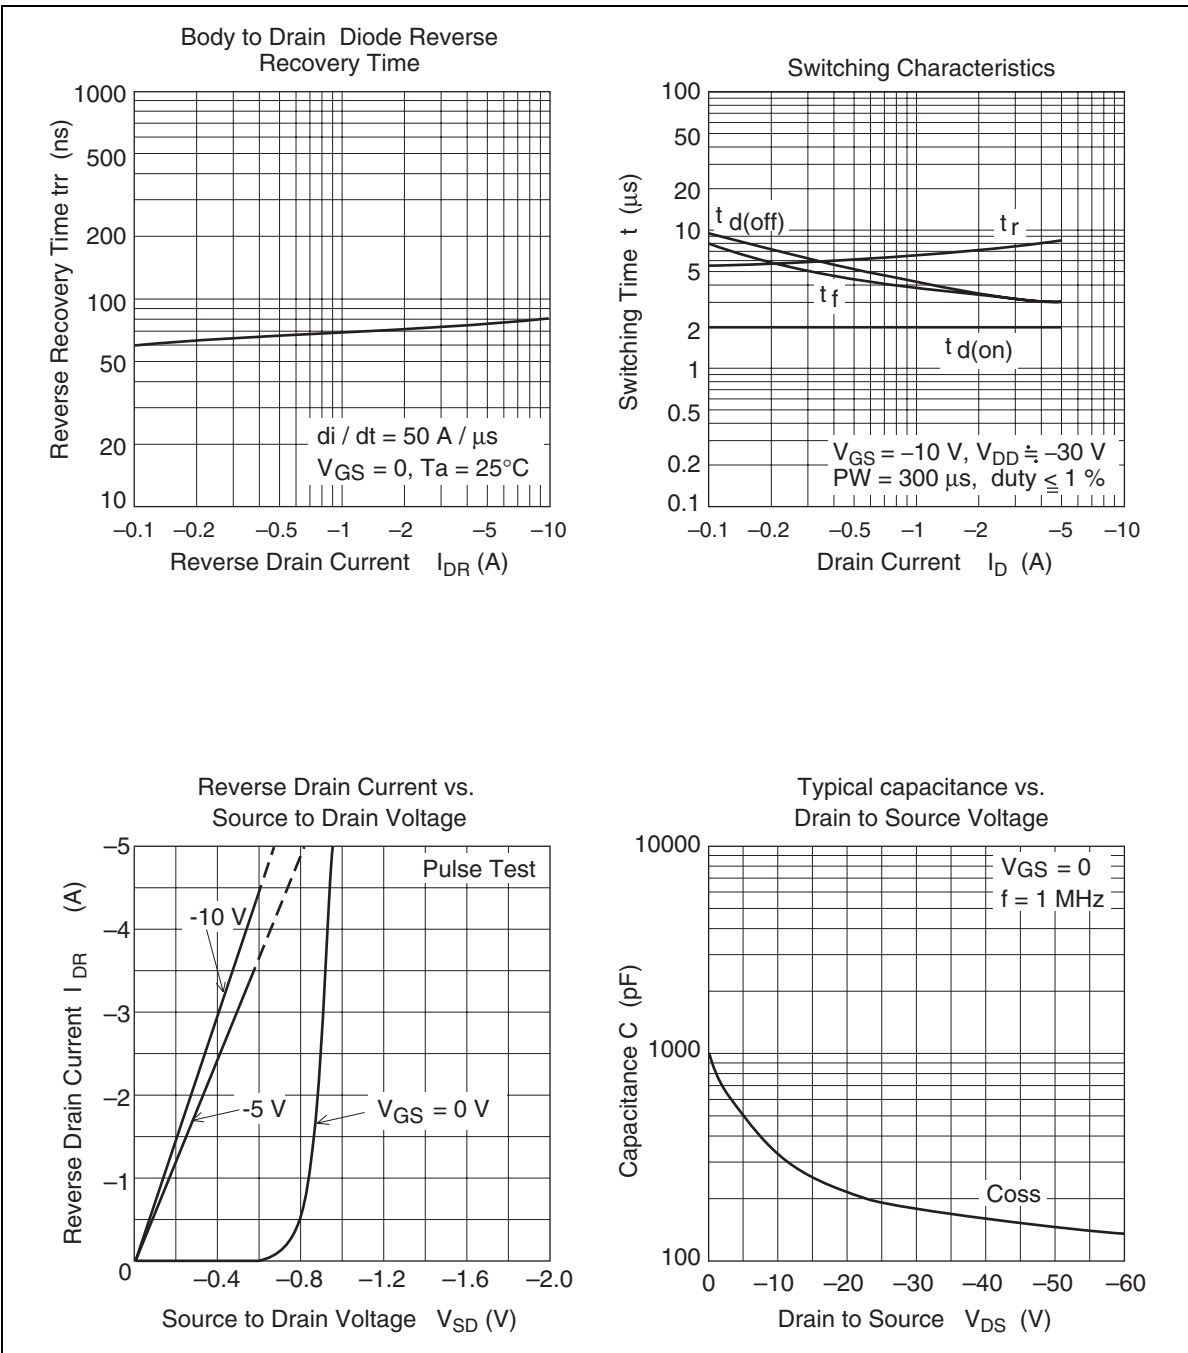 Body to Drain Diode Reverse
Recovery Time
1000
500
200
100
50
20
10
Reverse Recovery Time trr (ns)
di / dt = 50 A / µs
VGS = 0, Ta = 25°C
–0.1 –0.2 –0.5 –1 –2 –5 –10
Reverse Drain Current IDR (A)
Switching Characteristics
100
50
20
10
5
2
1
0.5
0.2
0.1
Switching Time t (µs)
t d(off)
t r
t f
t d(on)
VGS = –10 V, VDD ≒ –30 V
PW = 300 µs, duty ≦ 1 %
–0.1 –0.2 –0.5 –1 –2 –5 –10
Drain Current ID (A)
Reverse Drain Current vs.
Source to Drain Voltage
–5
–4
–3
–2
–1
0
Reverse Drain Current IDR (A)
Pulse Test
-10 V
-5 V
VGS = 0 V
–0.4 –0.8 –1.2 –1.6 –2.0
Source to Drain Voltage VSD (V)
Typical capacitance vs.
Drain to Source Voltage
10000
1000
100
Capacitance C (pF)
VGS = 0
f = 1 MHz
Coss
0 –10 –20 –30 –40 –50 –60
Drain to Source VDS (V)